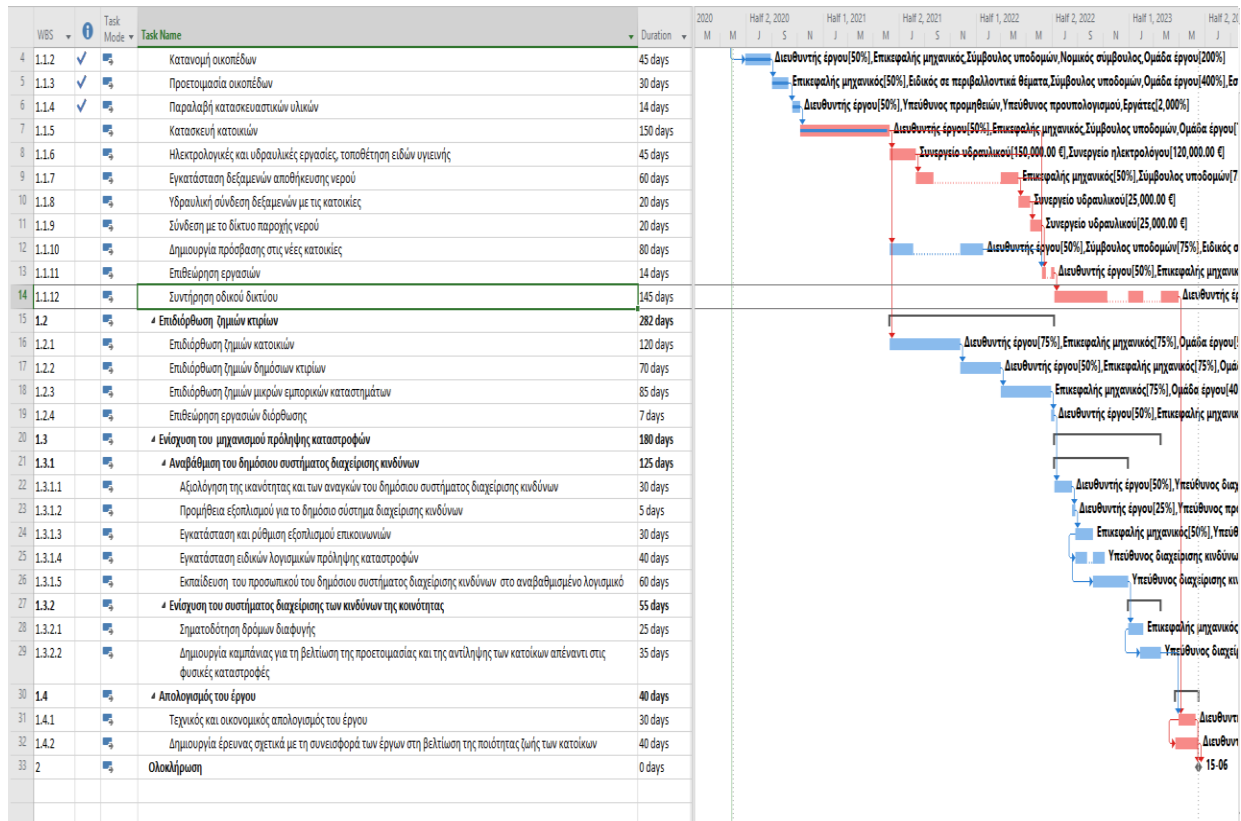 2020 Half 2, 2020 Half 1, 2021 Half 2, 2021 Half 1, 2022 Half 2, 2022 Half 1, 2023 Half 2, 20
WBS Task Mode Task Name Duration M M J S N J M M J S N J M M J S N J M M J
4 1.1.2 Κατανομή οικοπέδων 45 days Διευθυντής έργου[50%],Επικεφαλής μηχανικός,Σύμβουλος υποδομών,Νομικός σύμβουλος,Ομάδα έργου[200%]
5 1.1.3 Προετοιμασία οικοπέδων 30 days Επικεφαλής μηχανικός[50%],Ειδικός σε περιβαλλοντικά θέματα,Σύμβουλος υποδομών,Ομάδα έργου[400%],Εσ
6 1.1.4 Παραλαβή κατασκευαστικών υλικών 14 days Διευθυντής έργου[50%],Υπεύθυνος προμηθειών,Υπεύθυνος προυπολογισμού,Εργάτες[2,000%]
7 1.1.5 Κατασκευή κατοικιών 150 days Διευθυντής έργου[50%],Επικεφαλής μηχανικός,Σύμβουλος υποδομών,Ομάδα έργου[
8 1.1.6 Ηλεκτρολογικές και υδραυλικές εργασίες, τοποθέτηση ειδών υγιεινής 45 days Συνεργείο υδραυλικού[150,000.00 €],Συνεργείο ηλεκτρολόγου[120,000.00 €]
9 1.1.7 Εγκατάσταση δεξαμενών αποθήκευσης νερού 60 days Επικεφαλής μηχανικός[50%],Σύμβουλος υποδομών[7
10 1.1.8 Υδραυλική σύνδεση δεξαμενών με τις κατοικίες 20 days Συνεργείο υδραυλικού[25,000.00 €]
11 1.1.9 Σύνδεση με το δίκτυο παροχής νερού 20 days Συνεργείο υδραυλικού[25,000.00 €]
12 1.1.10 Δημιουργία πρόσβασης στις νέες κατοικίες 80 days Διευθυντής έργου[50%],Σύμβουλος υποδομών[75%],Ειδικός σ
13 1.1.11 Επιθεώρηση εργασιών 14 days Διευθυντής έργου[50%],Επικεφαλής μηχανικ
14 1.1.12 Συντήρηση οδικού δικτύου 145 days Διευθυντής έρ
15 1.2 Επιδιόρθωση ζημιών κτιρίων 282 days
16 1.2.1 Επιδιόρθωση ζημιών κατοικιών 120 days Διευθυντής έργου[75%],Επικεφαλής μηχανικός[75%],Ομάδα έργου[
17 1.2.2 Επιδιόρθωση ζημιών δημόσιων κτιρίων 70 days Διευθυντής έργου[50%],Επικεφαλής μηχανικός[75%],Ομά
18 1.2.3 Επιδιόρθωση ζημιών μικρών εμπορικών καταστημάτων 85 days Επικεφαλής μηχανικός[75%],Ομάδα έργου[40
19 1.2.4 Επιθεώρηση εργασιών διόρθωσης 7 days Διευθυντής έργου[50%],Επικεφαλής μηχανικ
20 1.3 Ενίσχυση του μηχανισμού πρόληψης καταστροφών 180 days
21 1.3.1 Αναβάθμιση του δημόσιου συστήματος διαχείρισης κινδύνων 125 days
22 1.3.1.1 Αξιολόγηση της ικανότητας και των αναγκών του δημόσιου συστήματος διαχείρισης κινδύνων 30 days Διευθυντής έργου[50%],Υπεύθυνος διαχ
23 1.3.1.2 Προμήθεια εξοπλισμού για το δημόσιο σύστημα διαχείρισης κινδύνων 5 days Διευθυντής έργου[25%],Υπεύθυνος προ
24 1.3.1.3 Εγκατάσταση και ρύθμιση εξοπλισμού επικοινωνιών 30 days Επικεφαλής μηχανικός[50%],Υπεύθ
25 1.3.1.4 Εγκατάσταση ειδικών λογισμικών πρόληψης καταστροφών 40 days Υπεύθυνος διαχείρισης κινδύνω
26 1.3.1.5 Εκπαίδευση του προσωπικού του δημόσιου συστήματος διαχείρισης κινδύνων στο αναβαθμισμένο λογισμικό 60 days Υπεύθυνος διαχείρισης κιν
27 1.3.2 Ενίσχυση του συστήματος διαχείρισης των κινδύνων της κοινότητας 55 days
28 1.3.2.1 Σηματοδότηση δρόμων διαφυγής 25 days Επικεφαλής μηχανικός
29 1.3.2.2 Δημιουργία καμπάνιας για τη βελτίωση της προετοιμασίας και της αντίληψης των κατοίκων απέναντι στις 35 days Υπεύθυνος διαχεί
φυσικές καταστροφές
30 1.4 Απολογισμός του έργου 40 days
31 1.4.1 Τεχνικός και οικονομικός απολογισμός του έργου 30 days Διευθυντ
32 1.4.2 Δημιουργία έρευνας σχετικά με τη συνεισφορά των έργων στη βελτίωση της ποιότητας ζωής των κατοίκων 40 days Διευθυντ
33 2 Ολοκλήρωση 0 days 15-06